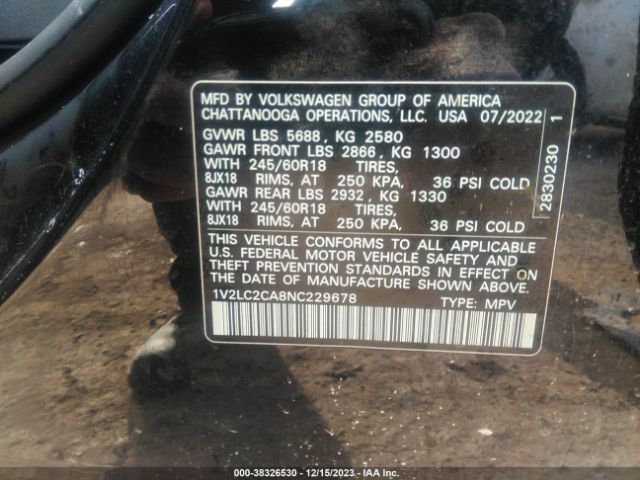 MFD BY VOLKSWAGEN GROUP OF AMERICA
CHATTANOOGA OPERATIONS, LLC. USA 07/2022
GVWR LBS 5688, KG 2580
GAWR FRONT LBS 2866, KG 1300
WITH 245/60R18 TIRES,
8JX18 RIMS, AT 250 KPA, 36 PSI COLD
GAWR REAR LBS 2932, KG 1330
WITH 245/60R18 TIRES,
8JX18 RIMS, AT 250 KPA, 36 PSI COLD
THIS VEHICLE CONFORMS TO ALL APPLICABLE
U.S. FEDERAL MOTOR VEHICLE SAFETY AND
THEFT PREVENTION STANDARDS IN EFFECT ON
THE DATE OF MANUFACTURE SHOWN ABOVE.
1V2LC2CA8NC229678 TYPE: MPV
2830230 1
000-38326530 - 12/15/2023 - IAA Inc.